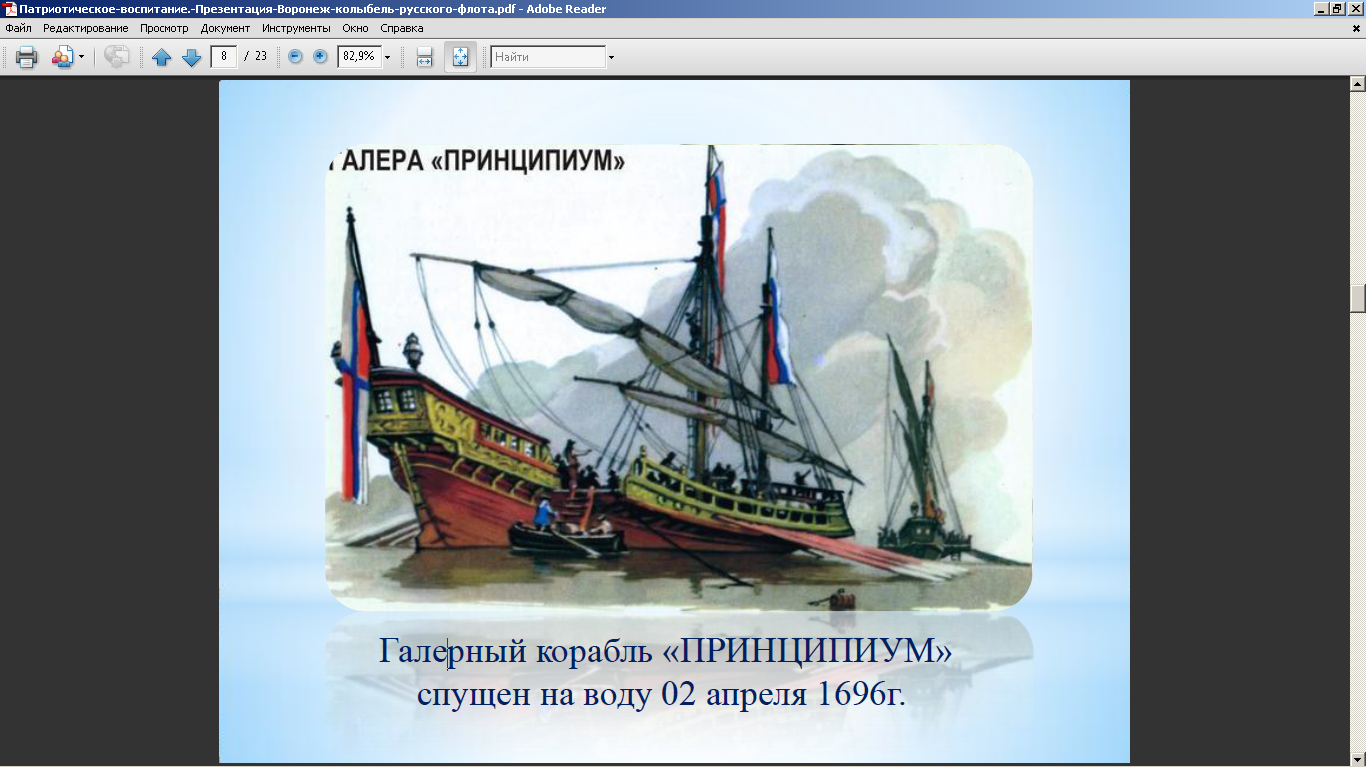 Патриотическое-воспитание.-Презентация-Воронеж-колыбель-русского-флота.pdf - Adobe Reader
Файл Редактирование Просмотр Документ Инструменты Окно Справка
8 / 23 82,9% Найти
ГАЛЕРА «ПРИНЦИПИУМ»
Галерный корабль «ПРИНЦИПИУМ»
спущен на воду 02 апреля 1696г.